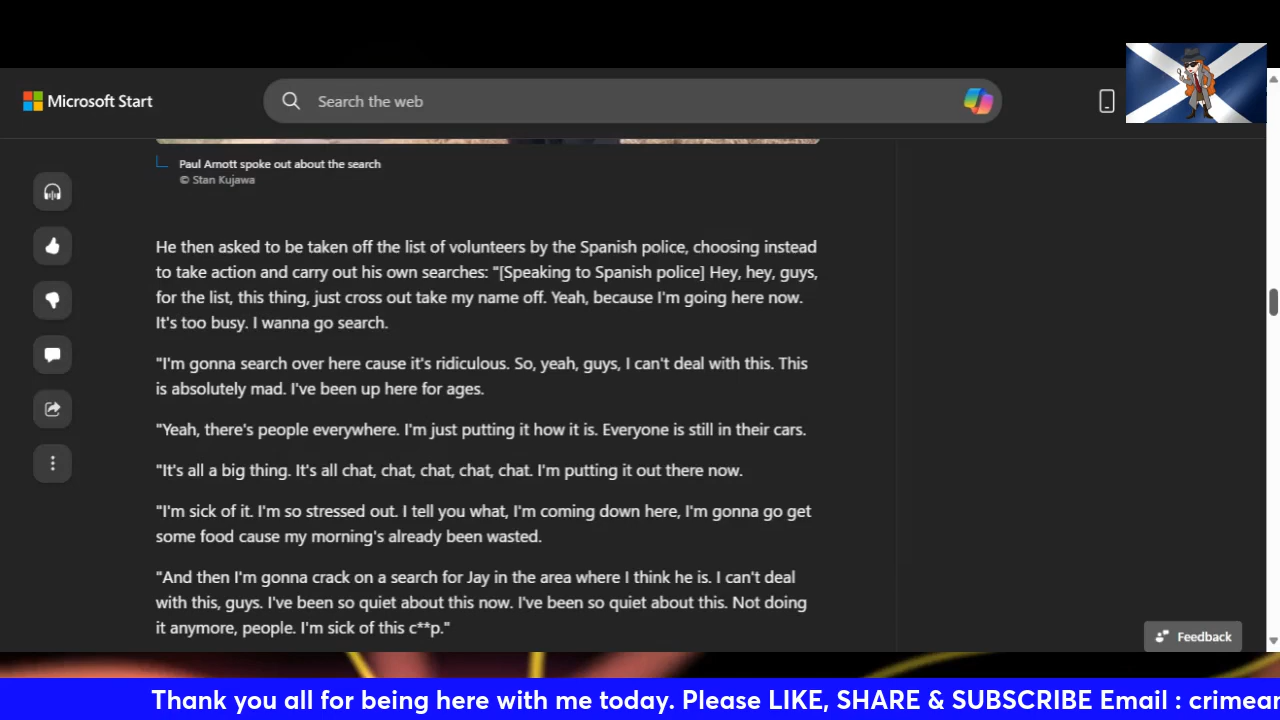 Microsoft Start
Search the web
Paul Arnott spoke out about the search
© Stan Kujawa
He then asked to be taken off the list of volunteers by the Spanish police, choosing instead
to take action and carry out his own searches: "[Speaking to Spanish police] Hey, hey, guys,
for the list, this thing, just cross out take my name off. Yeah, because I'm going here now.
It's too busy. I wanna go search.
"I'm gonna search over here cause it's ridiculous. So, yeah, guys, I can't deal with this. This
is absolutely mad. I've been up here for ages.
"Yeah, there's people everywhere. I'm just putting it how it is. Everyone is still in their cars.
"It's all a big thing. It's all chat, chat, chat, chat, chat. I'm putting it out there now.
"I'm sick of it. I'm so stressed out. I tell you what, I'm coming down here, I'm gonna go get
some food cause my morning's already been wasted.
"And then I'm gonna crack on a search for Jay in the area where I think he is. I can't deal
with this, guys. I've been so quiet about this now. I've been so quiet about this. Not doing
it anymore, people. I'm sick of this c**p."
Feedback
Thank you all for being here with me today. Please LIKE, SHARE & SUBSCRIBE Email : crimear